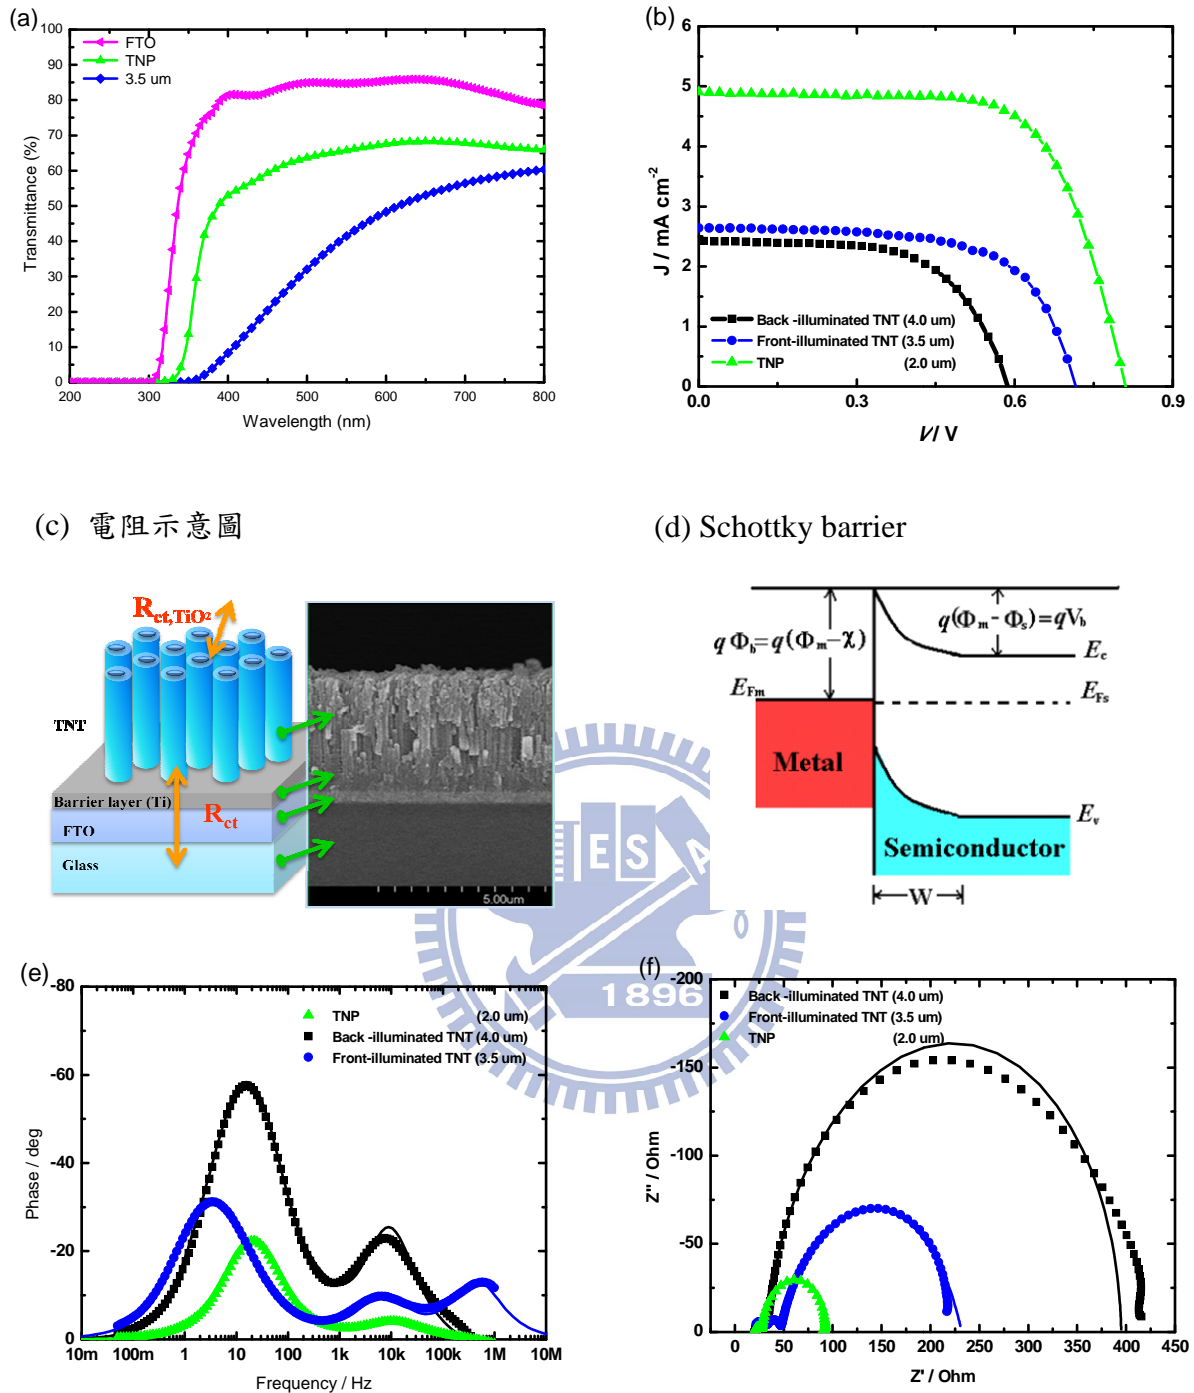 (a)
100
90
80
70
60
50
40
30
20
10
0
Transmittance (%)
FTO
TNP
3.5 um
200 300 400 500 600 700 800
Wavelength (nm)
(b)
6
5
4
3
2
1
0
J / mA cm-2
Back -illuminated TNT (4.0 um)
Front-illuminated TNT (3.5 um)
TNP (2.0 um)
0.0 0.3 0.6 0.9
V/ V
(c) 電阻示意圖
Rct,TiO2
TNT
Barrier layer (Ti)
Rct
FTO
Glass
5.00um
(d) Schottky barrier
qΦb=q(Φm−χ)
q(Φm−Φs)=qVb
Ec
EFm
EFs
Metal
Ev
Semiconductor
W
ES A
1896
(e)
-80
-60
-40
-20
0
Phase / deg
TNP (2.0 um)
Back -illuminated TNT (4.0 um)
Front-illuminated TNT (3.5 um)
10m 100m 1 10 100 1k 10k 100k 1M 10M
Frequency / Hz
(f)
-200
-150
-100
-50
0
Z'' / Ohm
Back -illuminated TNT (4.0 um)
Front-illuminated TNT (3.5 um)
TNP (2.0 um)
0 50 100 150 200 250 300 350 400 450
Z' / Ohm